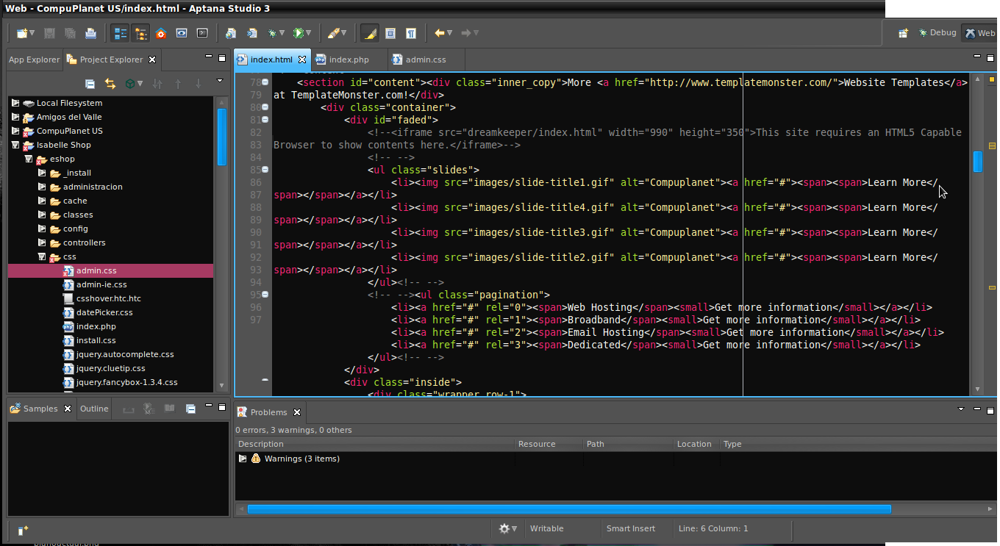 Web - CompuPlanet US/index.html - Aptana Studio 3
Debug
Web
App Explorer
Project Explorer
Local Filesystem
Amigos del Valle
CompuPlanet US
Isabelle Shop
eshop
_install
administracion
cache
classes
config
controllers
css
admin.css
admin-ie.css
csshover.htc.htc
datePicker.css
index.php
install.css
jquery.autocomplete.css
jquery.cluetip.css
jquery.fancybox-1.3.4.css
Samples
Outline
index.html
index.php
admin.css
78 <section id="content"><div class="inner_copy">More <a href="http://www.templatemonster.com/">Website Templates</a>
79 at TemplateMonster.com!</div>
80 <div class="container">
81 <div id="faded">
82 <!--<iframe src="dreamkeeper/index.html" width="990" height="350">This site requires an HTML5 Capable
83 Browser to show contents here.</iframe>-->
84 <!-- -->
85 <ul class="slides">
86 <li><img src="images/slide-title1.gif" alt="Compuplanet"><a href="#"><span><span>Learn More</
87 span></span></a></li>
88 <li><img src="images/slide-title4.gif" alt="Compuplanet"><a href="#"><span><span>Learn More</
89 span></span></a></li>
90 <li><img src="images/slide-title3.gif" alt="Compuplanet"><a href="#"><span><span>Learn More</
91 span></span></a></li>
92 <li><img src="images/slide-title2.gif" alt="Compuplanet"><a href="#"><span><span>Learn More</
93 span></span></a></li>
94 </ul><!-- -->
95 <!-- --><ul class="pagination">
96 <li><a href="#" rel="0"><span>Web Hosting</span><small>Get more information</small></a></li>
97 <li><a href="#" rel="1"><span>Broadband</span><small>Get more information</small></a></li>
<li><a href="#" rel="2"><span>Email Hosting</span><small>Get more information</small></a></li>
<li><a href="#" rel="3"><span>Dedicated</span><small>Get more information</small></a></li>
</ul><!-- -->
</div>
<div class="inside">
<div class="wrapper row-1">
Problems
0 errors, 3 warnings, 0 others
Description
Resource
Path
Location
Type
Warnings (3 items)
Writable
Smart Insert
Line: 6 Column: 1